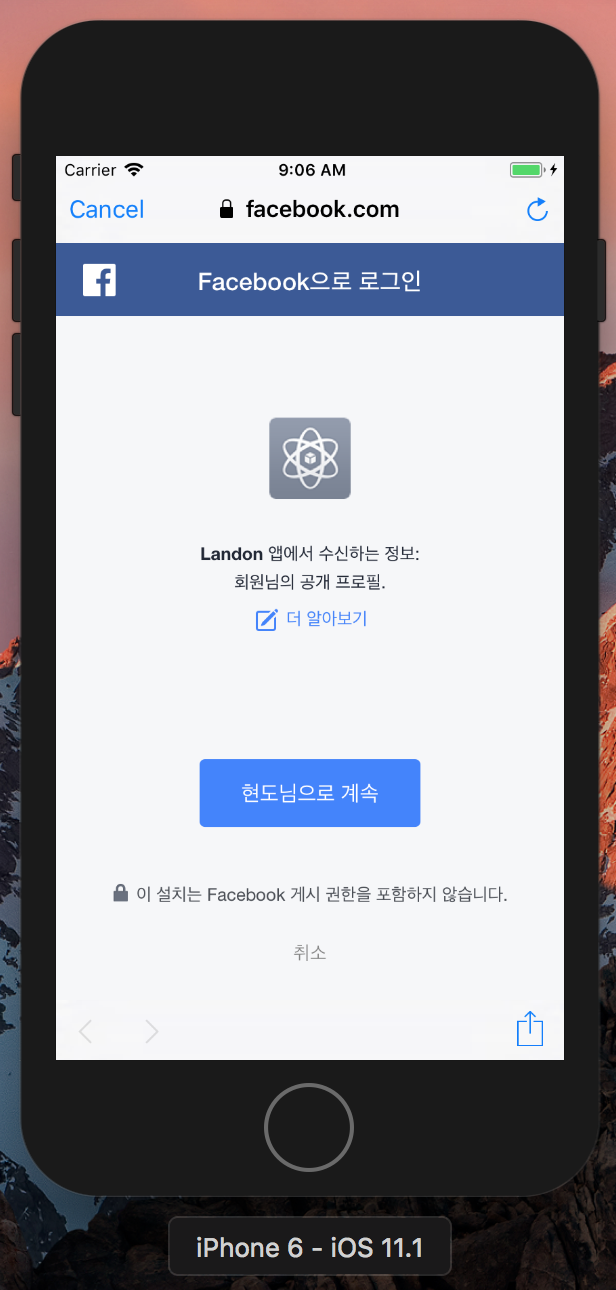 Carrier 9:06 AM
Cancel facebook.com
Facebook으로 로그인
Landon 앱에서 수신하는 정보:
회원님의 공개 프로필.
더 알아보기
현도님으로 계속
이 설치는 Facebook 게시 권한을 포함하지 않습니다.
취소
iPhone 6 - iOS 11.1